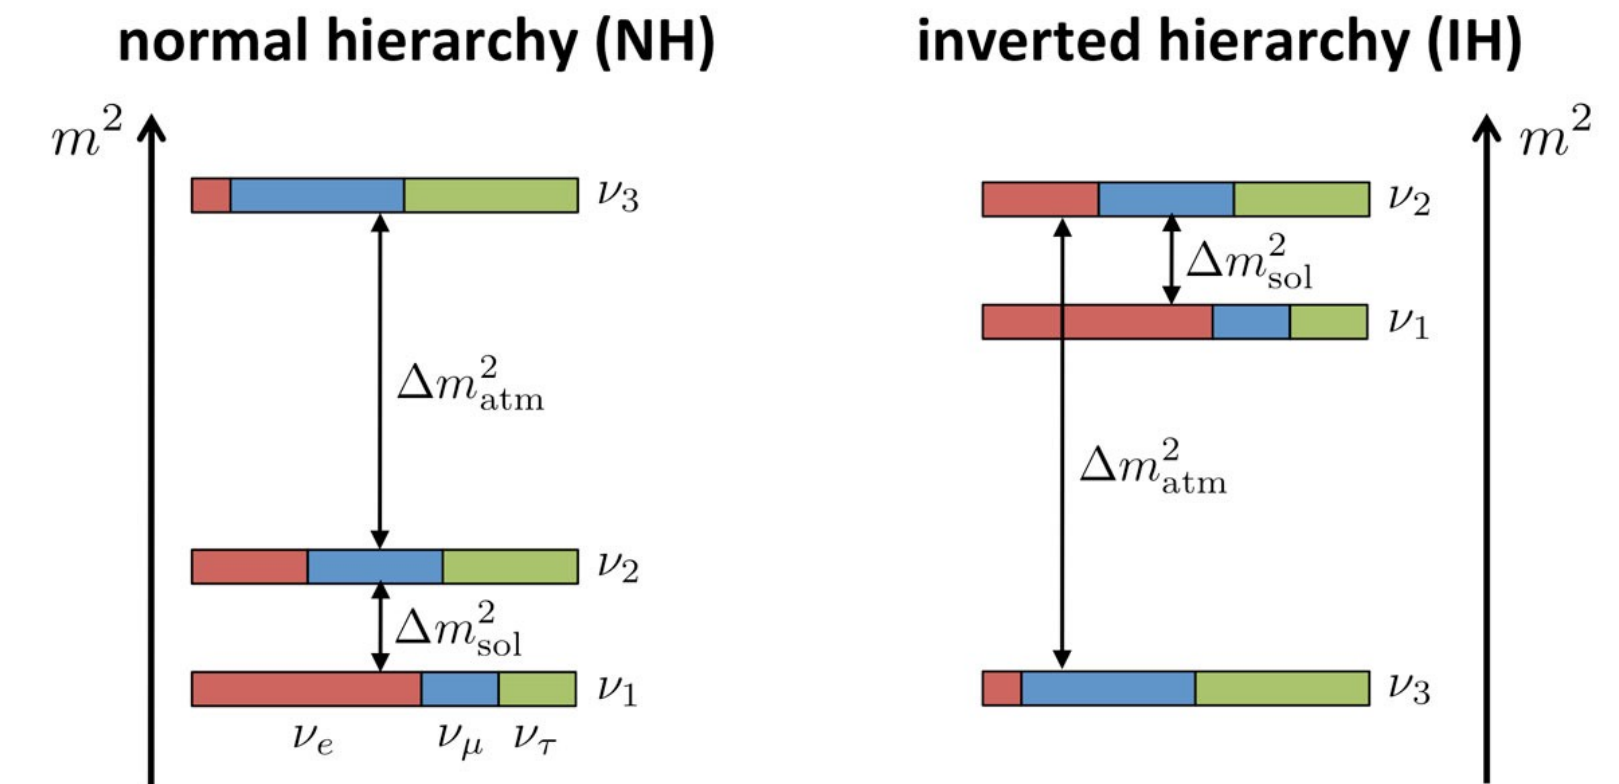 normal hierarchy (NH)
m²
ν₃
Δm²atm
ν₂
Δm²sol
ν₁
νe νμ ντ
inverted hierarchy (IH)
m²
ν₂
Δm²sol
ν₁
Δm²atm
ν₃